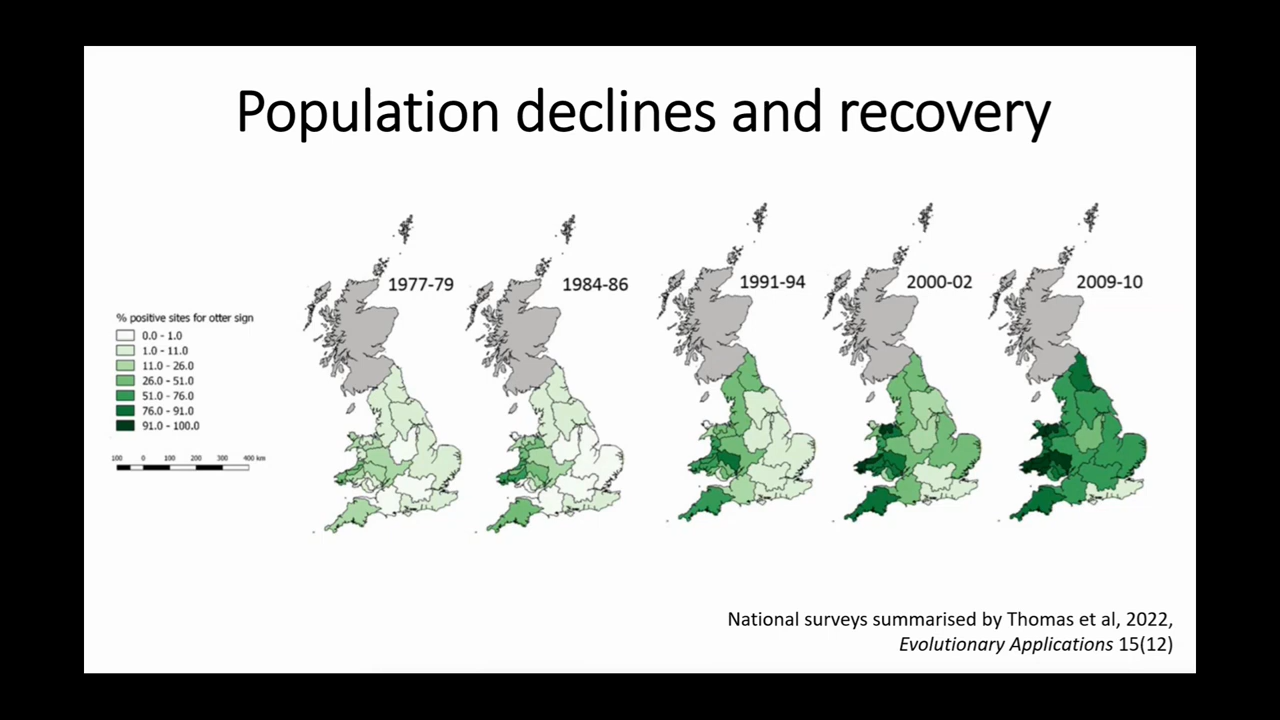 Population declines and recovery
1977-79
1984-86
1991-94
2000-02
2009-10
% positive sites for otter sign
0.0 - 1.0
1.0 - 11.0
11.0 - 26.0
26.0 - 51.0
51.0 - 76.0
76.0 - 91.0
91.0 - 100.0
100 0 100 200 300 400 km
National surveys summarised by Thomas et al, 2022,
Evolutionary Applications 15(12)